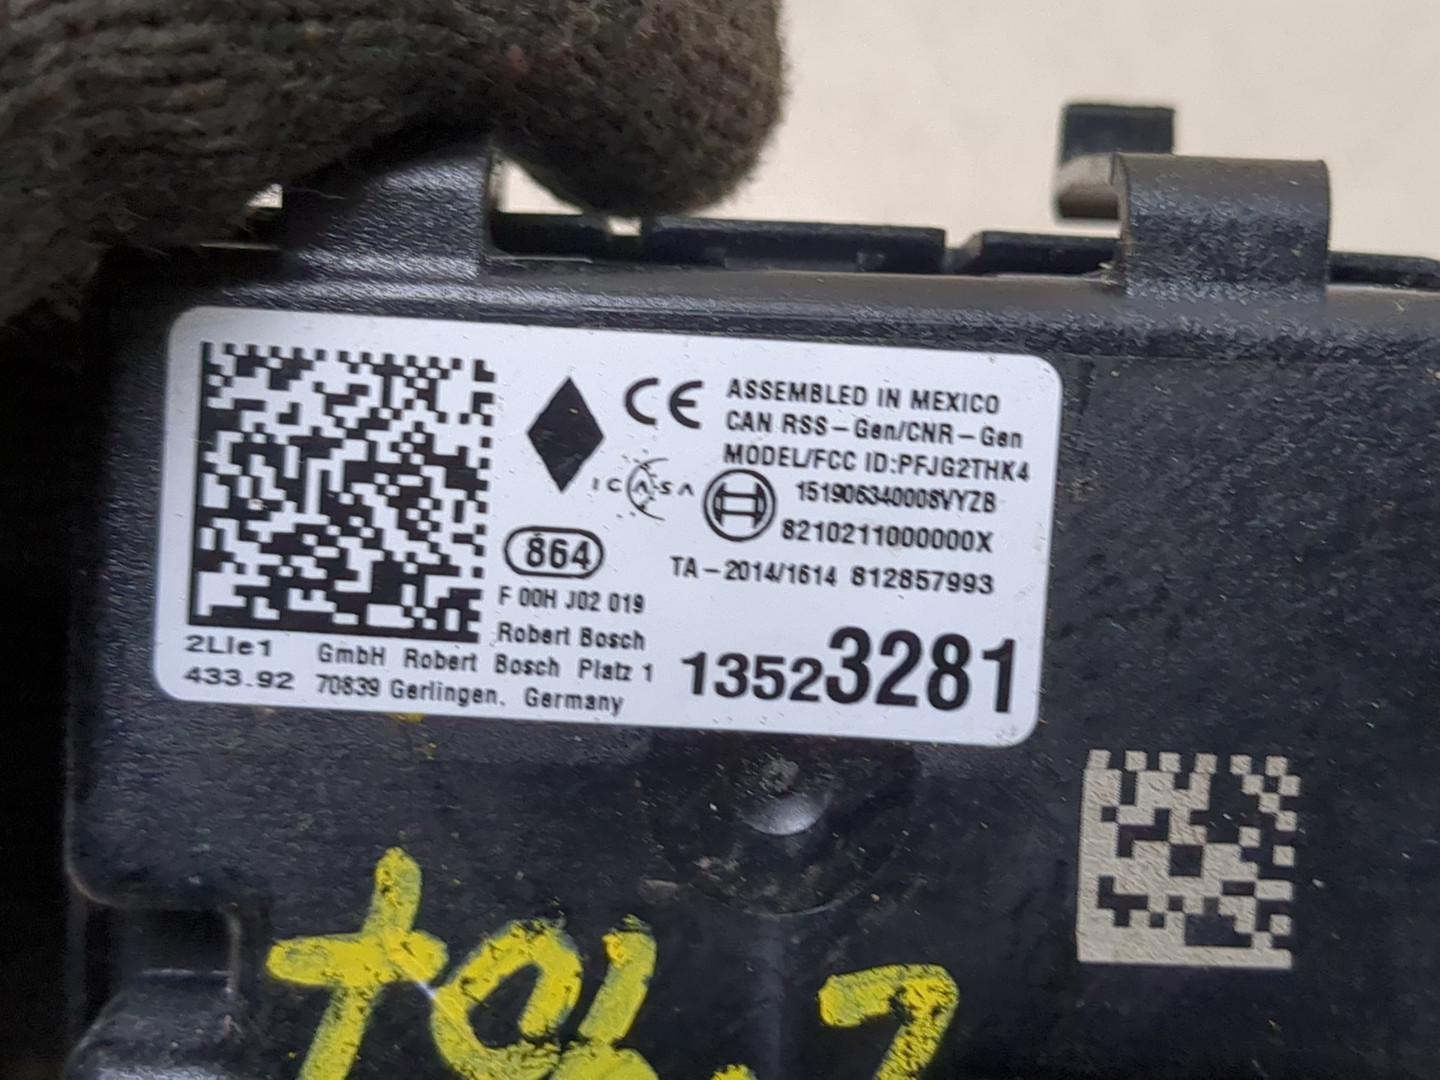 CE ASSEMBLED IN MEXICO
CAN RSS-Gen/CNR-Gen
MODEL/FCC ID:PFJG2THK4
ICASA 151906340008VYZB
8210211000000X
864 TA-2014/1614 812857993
F 00H J02 019
Robert Bosch
2LIe1 GmbH Robert Bosch Platz 1
433.92 70839 Gerlingen, Germany
13523281